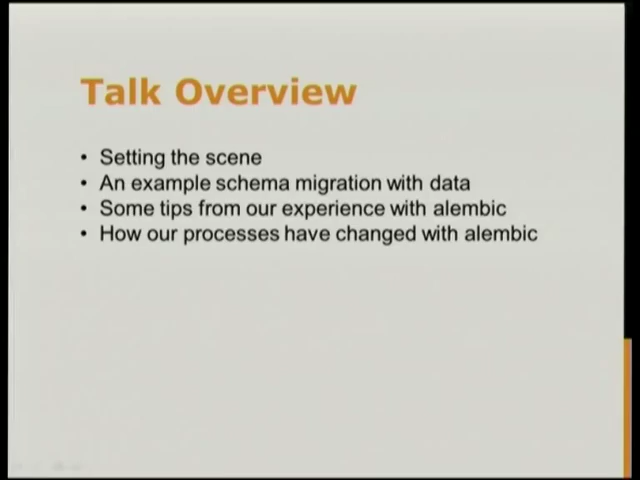 Talk Overview
• Setting the scene
• An example schema migration with data
• Some tips from our experience with alembic
• How our processes have changed with alembic